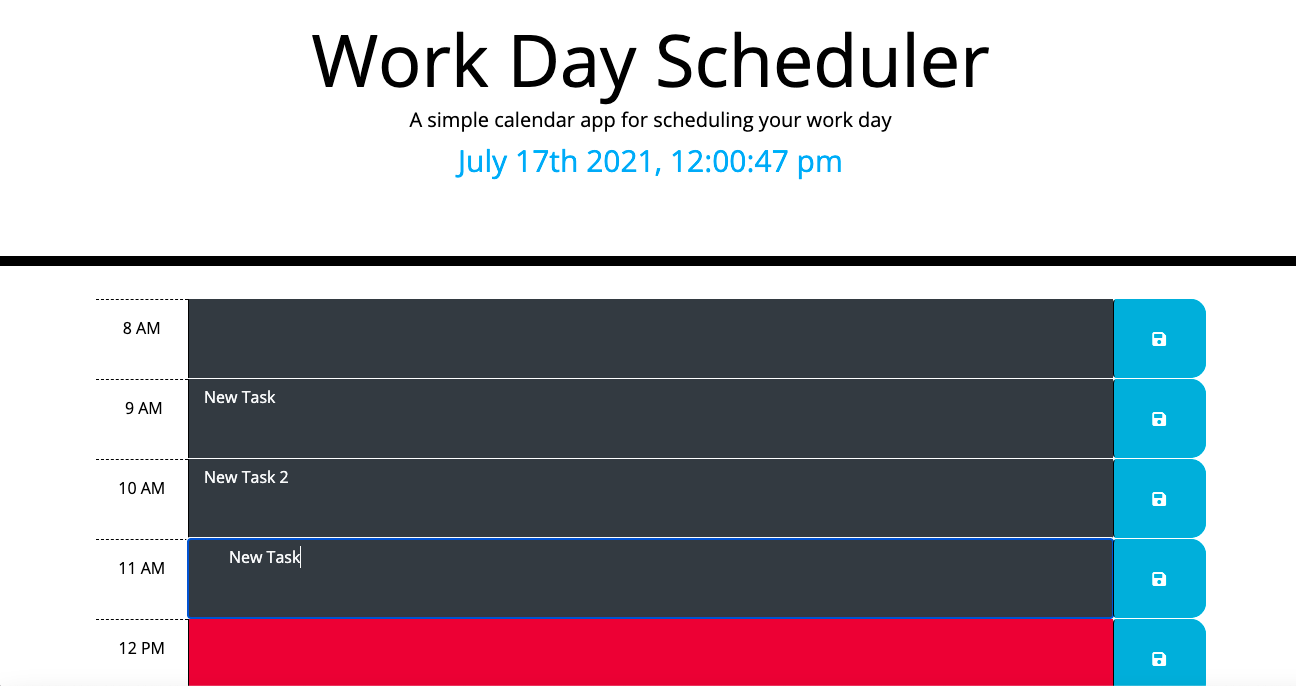 Work Day Scheduler
A simple calendar app for scheduling your work day
July 17th 2021, 12:00:47 pm
8 AM
9 AM
New Task
10 AM
New Task 2
11 AM
New Task
12 PM